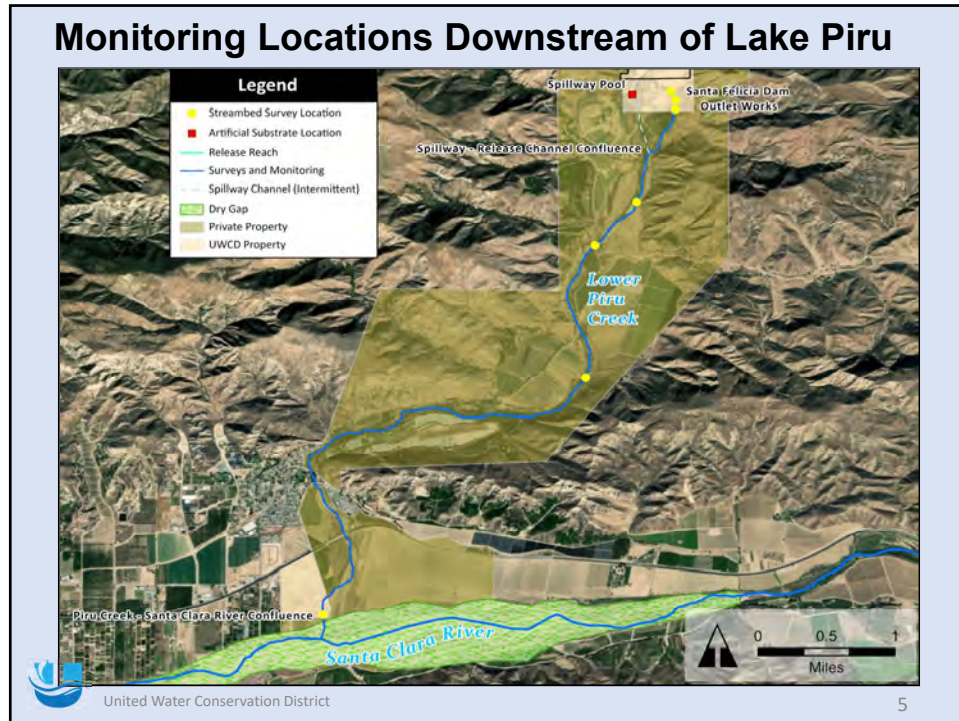 Monitoring Locations Downstream of Lake Piru
Legend
Streambed Survey Location
Artificial Substrate Location
Release Reach
Surveys and Monitoring
Spillway Channel (Intermittent)
Dry Gap
Private Property
UWCD Property
Spillway Pool
Santa Felicia Dam
Outlet Works
Spillway - Release Channel Confluence
Lower
Piru
Creek
Piru Creek - Santa Clara River Confluence
Santa Clara River
0 0.5 1
Miles
United Water Conservation District
5